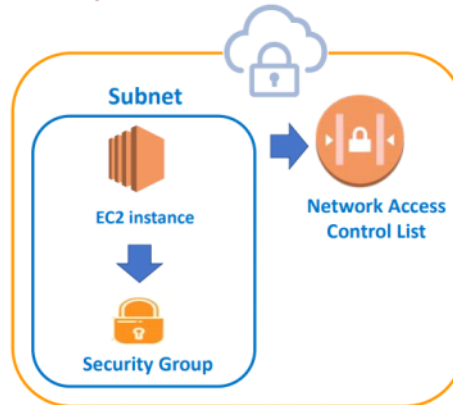 Subnet
EC2 instance
Network Access
Control List
Security Group